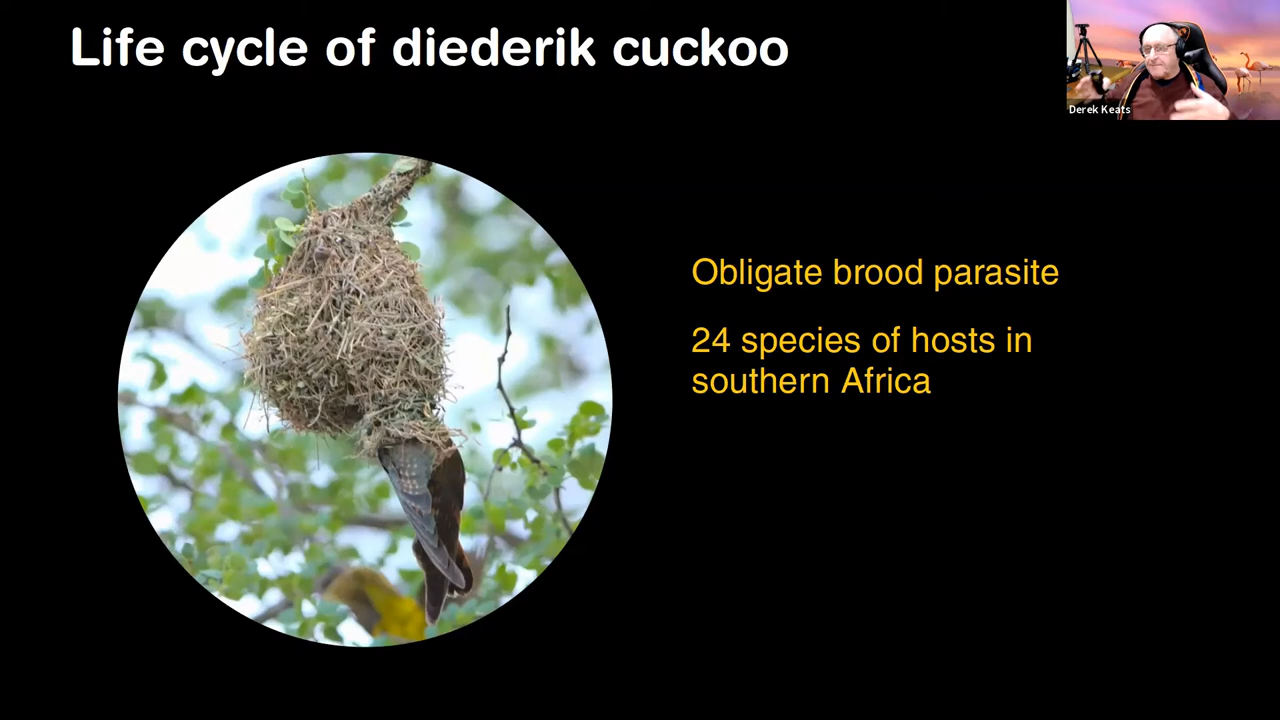 Life cycle of diederik cuckoo
Derek Keats
Obligate brood parasite
24 species of hosts in
southern Africa